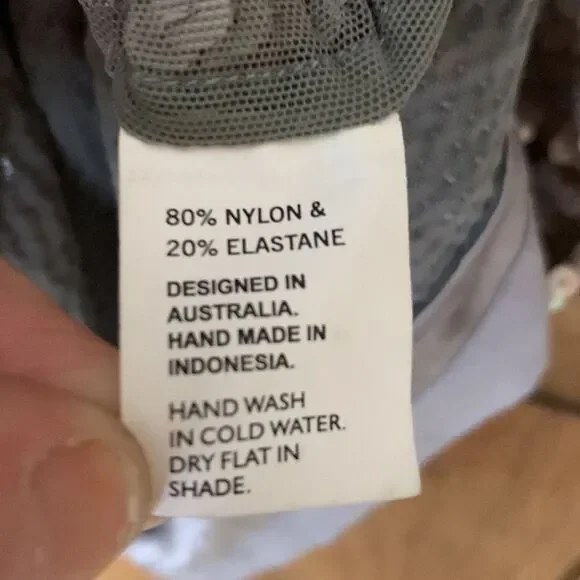 80% NYLON &
20% ELASTANE
DESIGNED IN
AUSTRALIA.
HAND MADE IN
INDONESIA.
HAND WASH
IN COLD WATER.
DRY FLAT IN
SHADE.